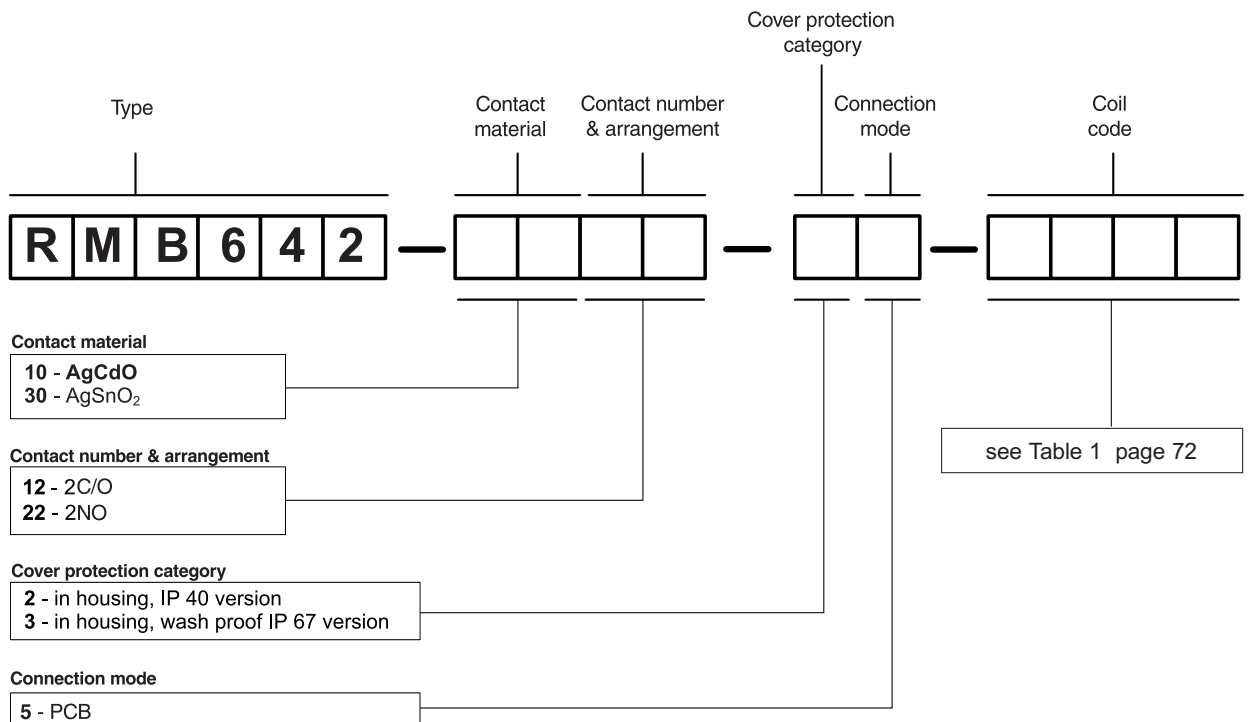 Cover protection
category
Type
Contact
material
Contact number
& arrangement
Connection
mode
Coil
code
R M B 6 4 2
Contact material
10 - AgCdO
30 - AgSnO₂
Contact number & arrangement
12 - 2C/O
22 - 2NO
see Table 1 page 72
Cover protection category
2 - in housing, IP 40 version
3 - in housing, wash proof IP 67 version
Connection mode
5 - PCB